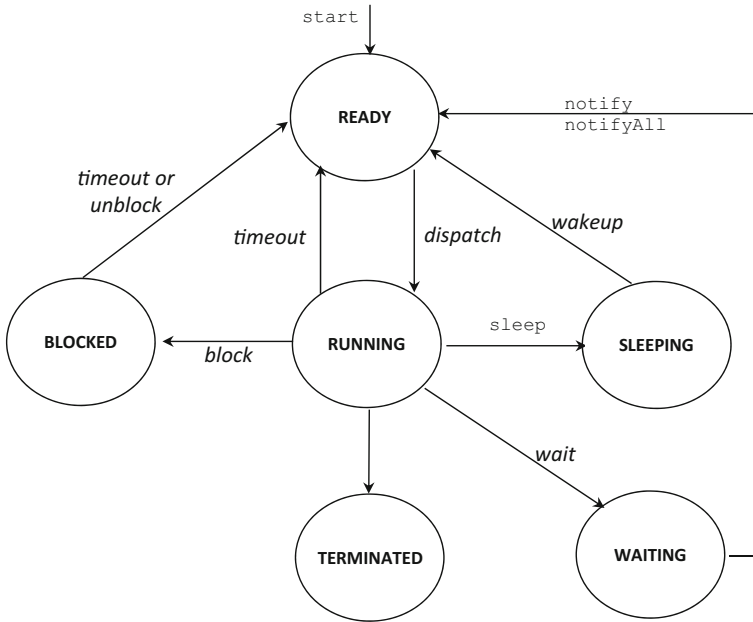 start
READY
notify
notifyAll
timeout or
unblock
timeout
dispatch
wakeup
BLOCKED
block
RUNNING
sleep
SLEEPING
wait
TERMINATED
WAITING